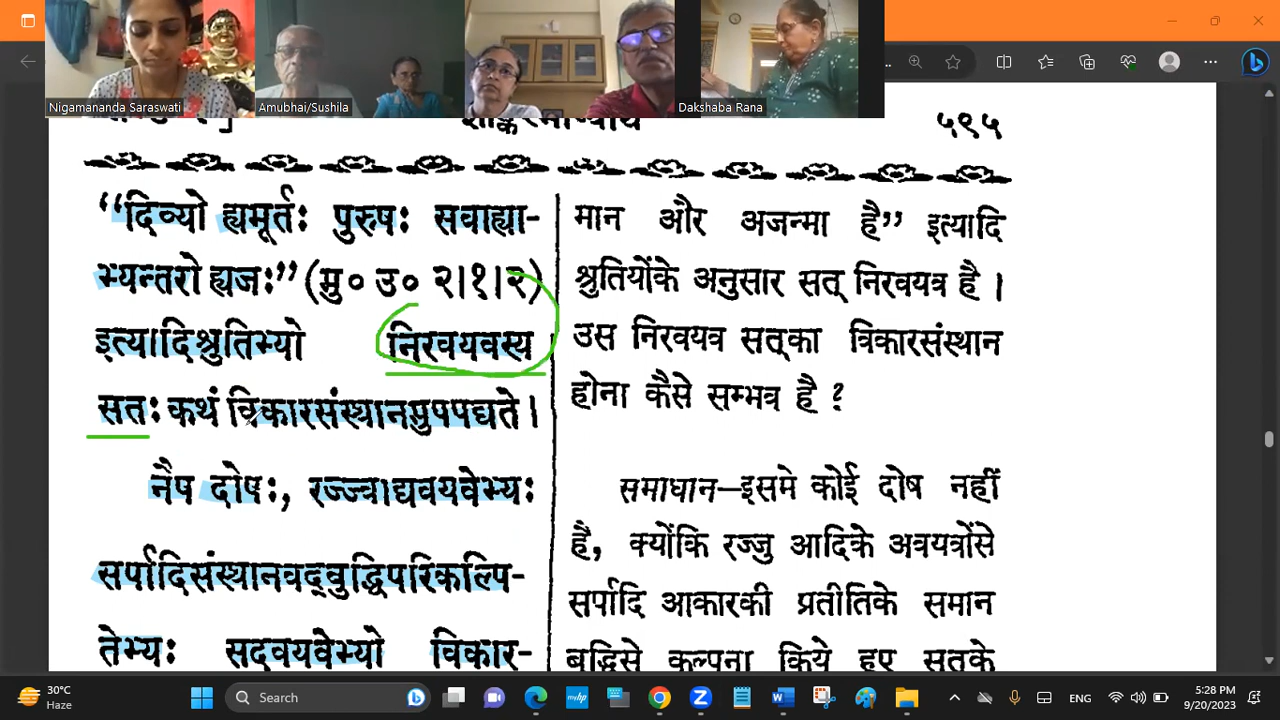 Nigamananda Saraswati
Amubhai/Sushila
Dakshaba Rana
५९५
“दिव्यो ह्यमूर्तः पुरुषः सबाह्या-
भ्यन्तरो ह्यजः” (मु० उ० २।१।२)
इत्यादिश्रुतिभ्यो निरवयवस्य
सतः कथं विकारसंस्थानमुपपद्यते।
नैष दोषः, रज्ज्वाद्यवयवेभ्यः
सर्पादिसंस्थानवद्बुद्धिपरिकल्पि-
तेभ्यः सदवयवेभ्यो विकार-
मान और अजन्मा है” इत्यादि
श्रुतियोंके अनुसार सत् निरवयव है।
उस निरवयव सत्का विकारसंस्थान
होना कैसे सम्भव है?
समाधान—इसमे कोई दोष नहीं
है, क्योंकि रज्जु आदिके अवयवोंसे
सर्पादि आकारकी प्रतीतिके समान
बुद्धिसे कल्पना किये हुए सत्के
30°C
Haze
Search
ENG
5:28 PM
9/20/2023